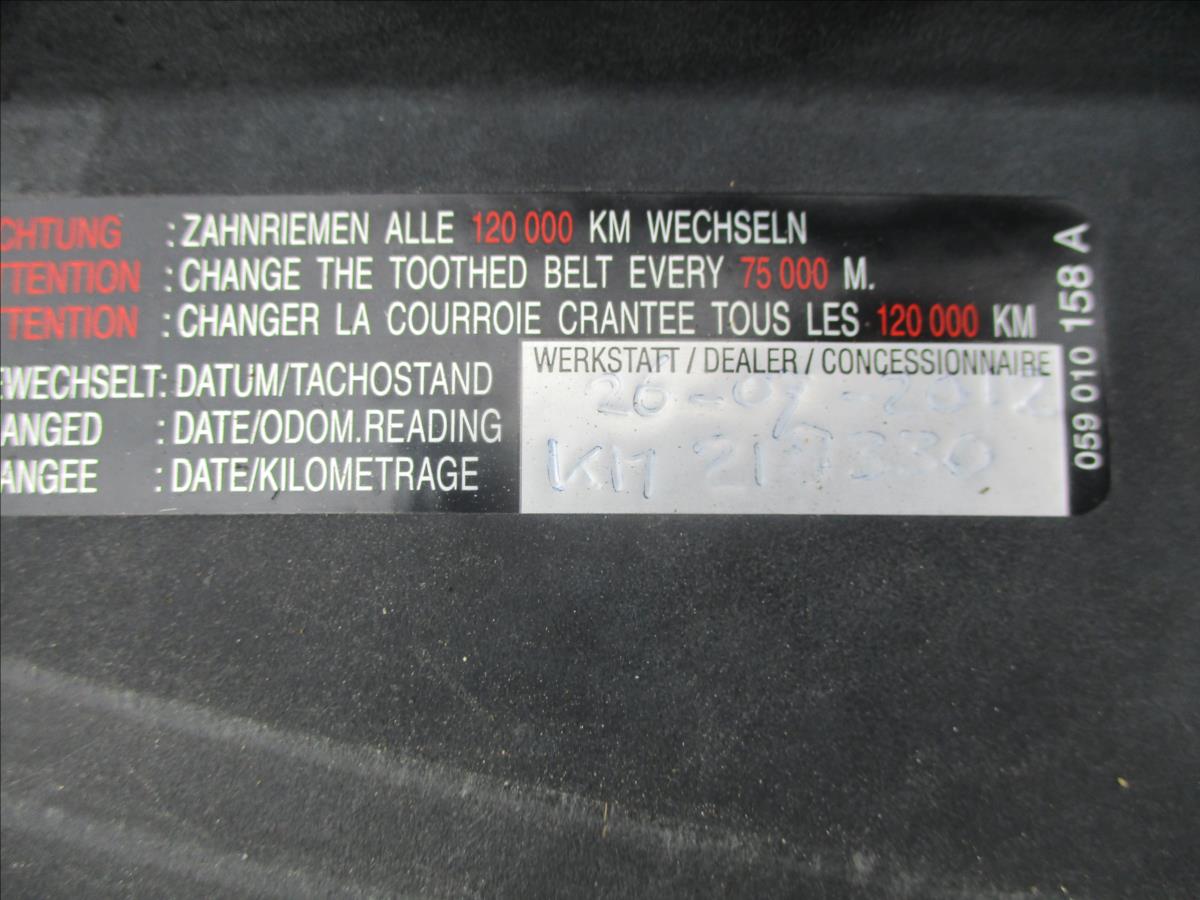 CHTUNG : ZAHNRIEMEN ALLE 120 000 KM WECHSELN
TTENTION : CHANGE THE TOOTHED BELT EVERY 75 000 M.
TTENTION : CHANGER LA COURROIE CRANTEE TOUS LES 120 000 KM
EWECHSELT: DATUM/TACHOSTAND
ANGED : DATE/ODOM.READING
ANGEE : DATE/KILOMETRAGE
WERKSTATT / DEALER / CONCESSIONNAIRE
KM
059 010 158 A